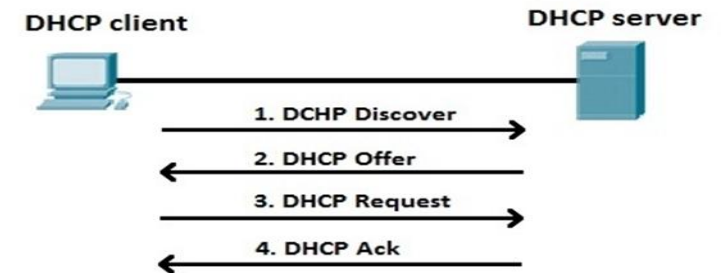 DHCP client
DHCP server
1. DCHP Discover
2. DHCP Offer
3. DHCP Request
4. DHCP Ack